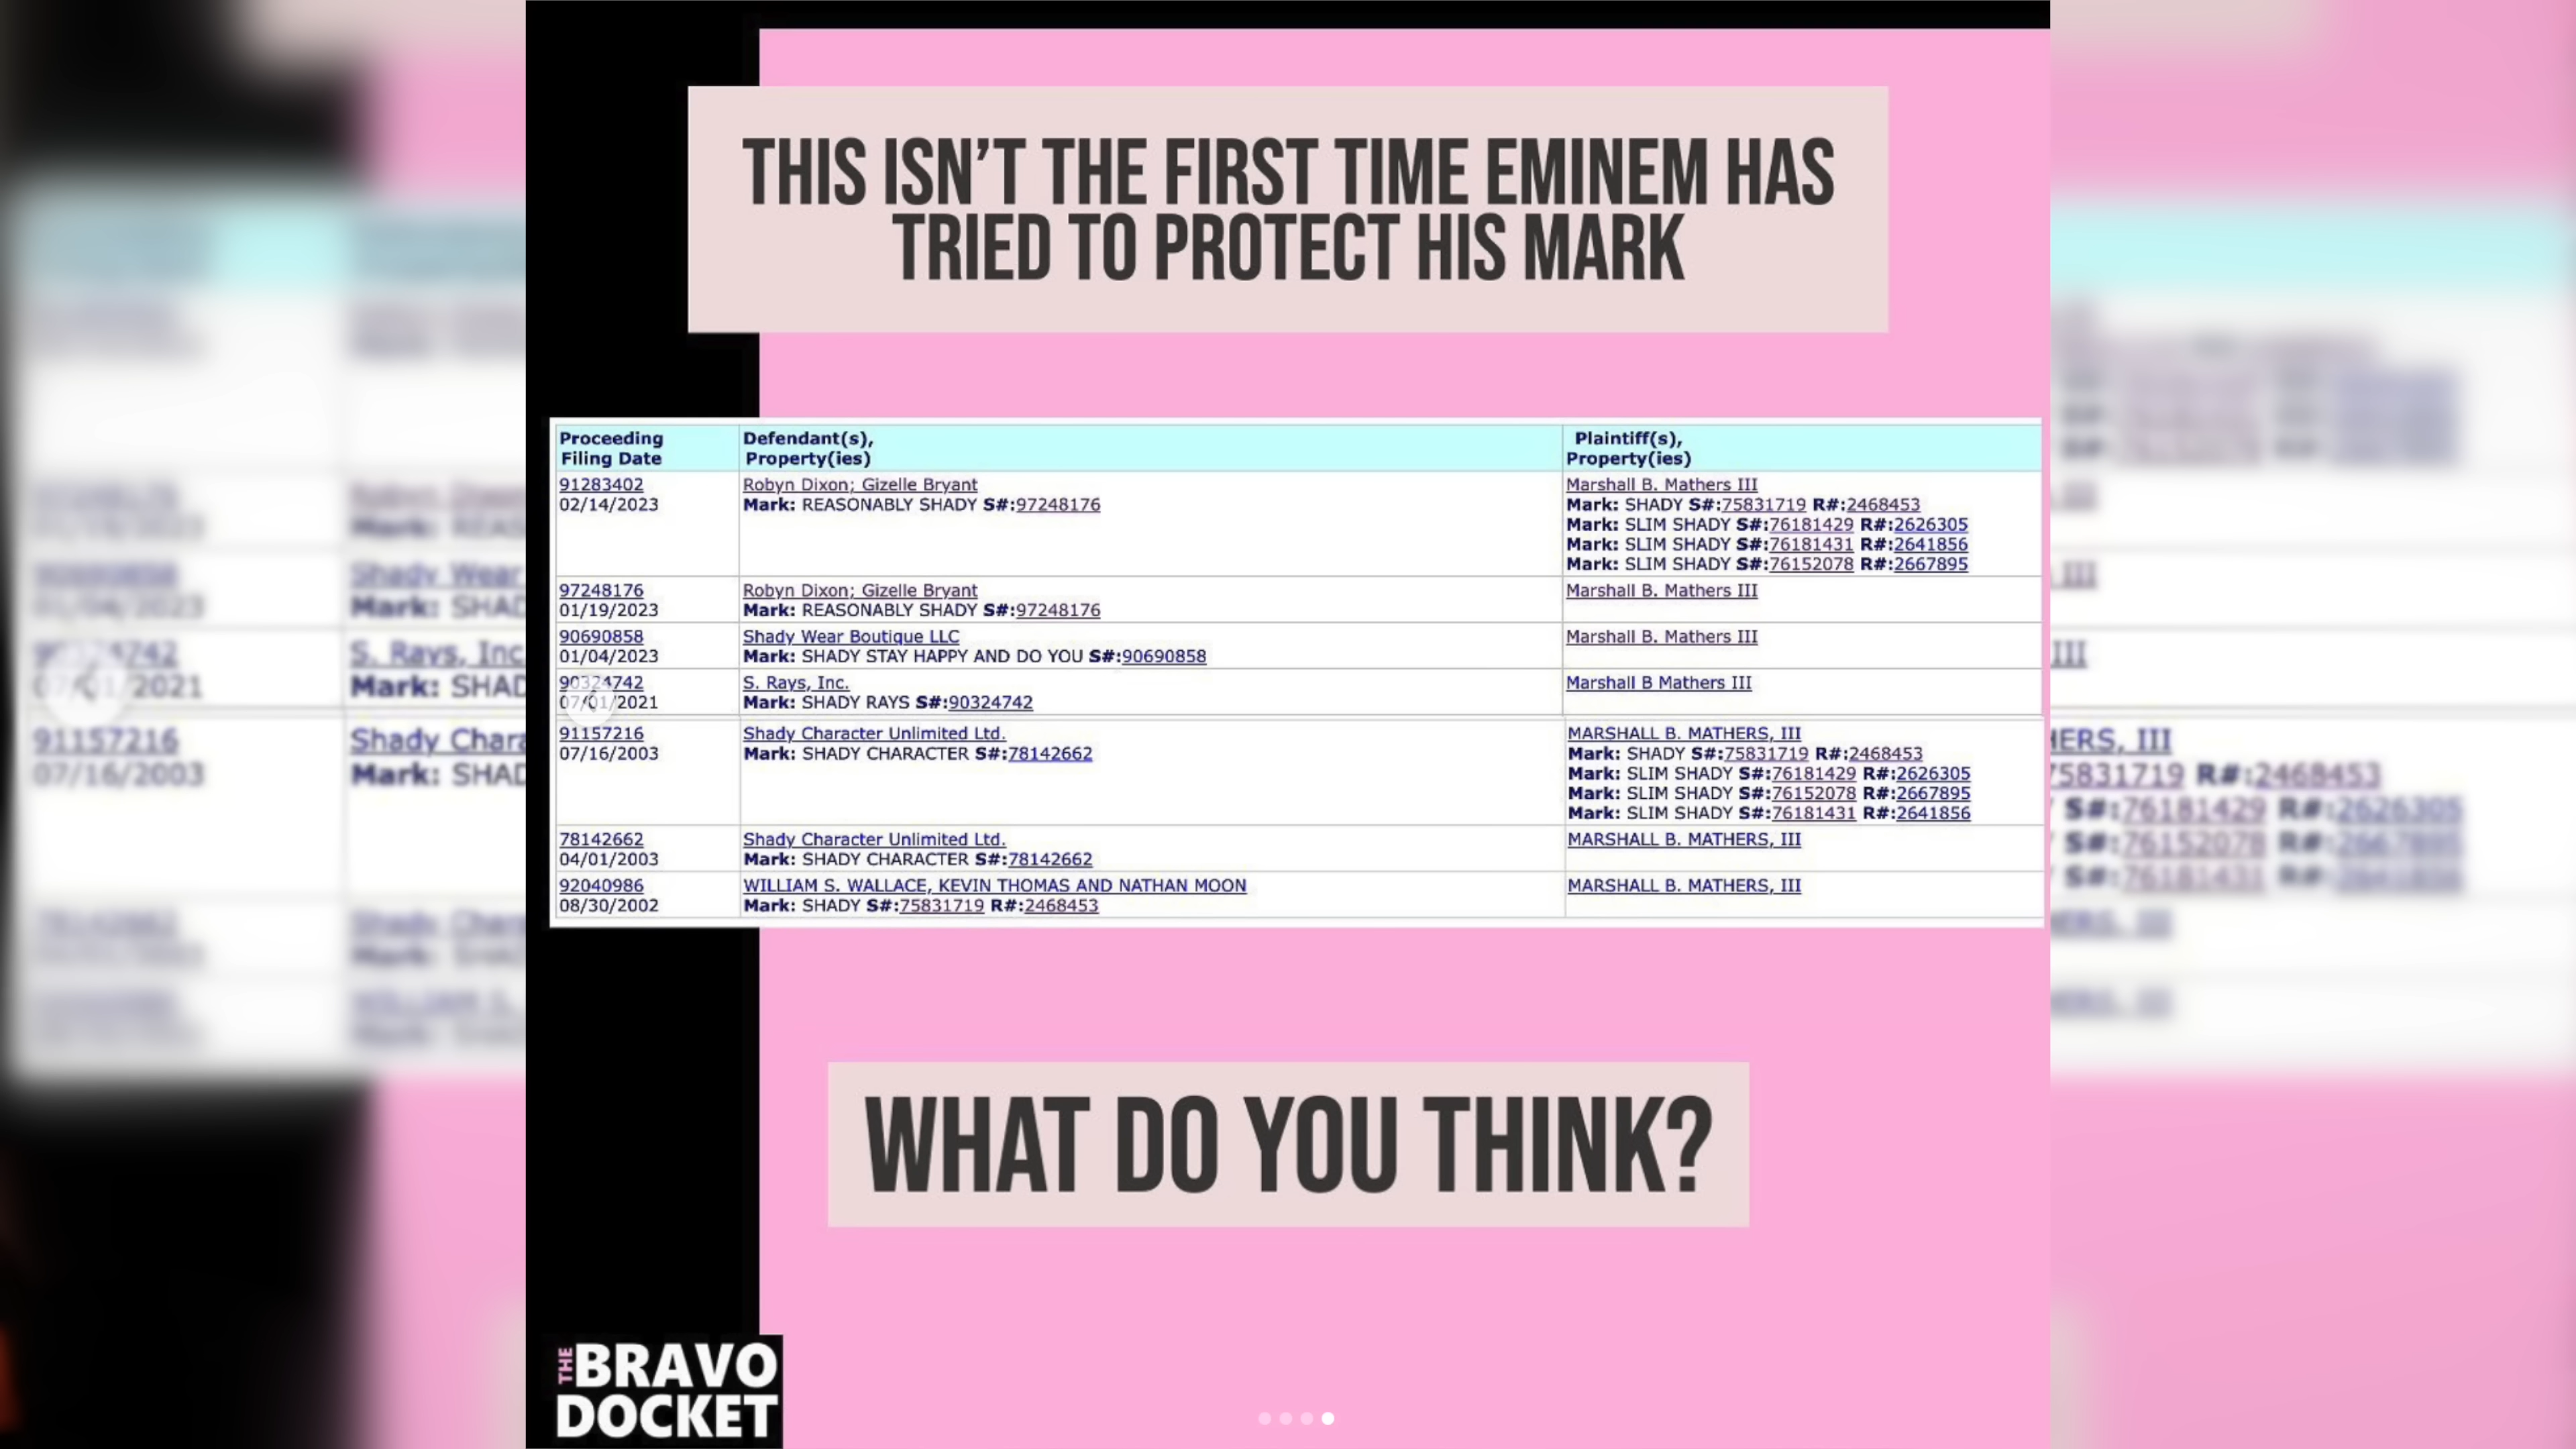 THIS ISN'T THE FIRST TIME EMINEM HAS
TRIED TO PROTECT HIS MARK
Proceeding
Filing Date
Defendant(s),
Property(ies)
Plaintiff(s),
Property(ies)
91283402
02/14/2023
Robyn Dixon; Gizelle Bryant
Mark: REASONABLY SHADY S#:97248176
Marshall B. Mathers III
Mark: SHADY S#:75831719 R#:2468453
Mark: SLIM SHADY S#:76181429 R#:2626305
Mark: SLIM SHADY S#:76181431 R#:2641856
Mark: SLIM SHADY S#:76152078 R#:2667895
97248176
01/19/2023
Robyn Dixon; Gizelle Bryant
Mark: REASONABLY SHADY S#:97248176
Marshall B. Mathers III
90690858
01/04/2023
Shady Wear Boutique LLC
Mark: SHADY STAY HAPPY AND DO YOU S#:90690858
Marshall B. Mathers III
90324742
07/01/2021
S. Rays, Inc.
Mark: SHADY RAYS S#:90324742
Marshall B Mathers III
91157216
07/16/2003
Shady Character Unlimited Ltd.
Mark: SHADY CHARACTER S#:78142662
MARSHALL B. MATHERS, III
Mark: SHADY S#:75831719 R#:2468453
Mark: SLIM SHADY S#:76181429 R#:2626305
Mark: SLIM SHADY S#:76152078 R#:2667895
Mark: SLIM SHADY S#:76181431 R#:2641856
78142662
04/01/2003
Shady Character Unlimited Ltd.
Mark: SHADY CHARACTER S#:78142662
MARSHALL B. MATHERS, III
92040986
08/30/2002
WILLIAM S. WALLACE, KEVIN THOMAS AND NATHAN MOON
Mark: SHADY S#:75831719 R#:2468453
MARSHALL B. MATHERS, III
WHAT DO YOU THINK?
THE BRAVO
DOCKET